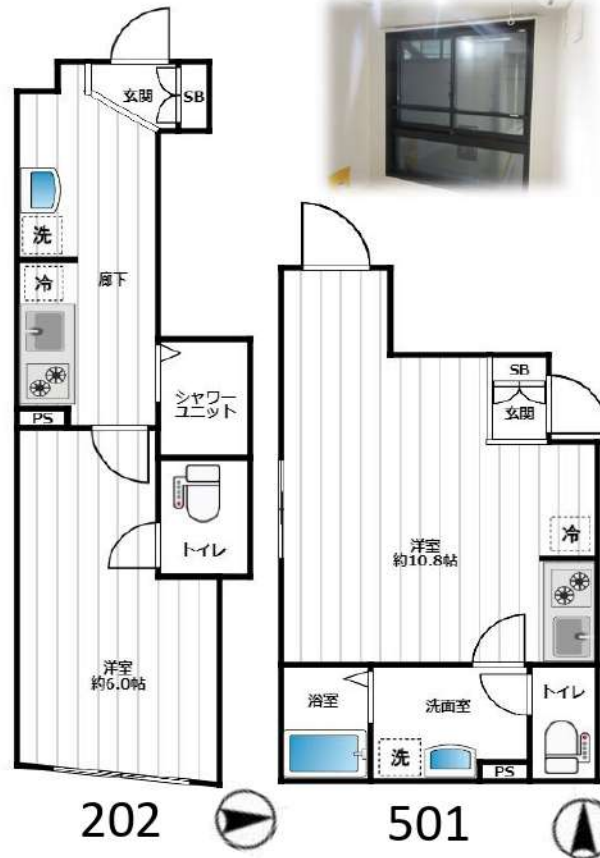 玄関
SB
洗
冷
廊下
シャワー
ユニット
PS
トイレ
洋室
約6.0帖
202
SB
玄関
冷
洋室
約10.8帖
浴室
洗面室
トイレ
洗
PS
501